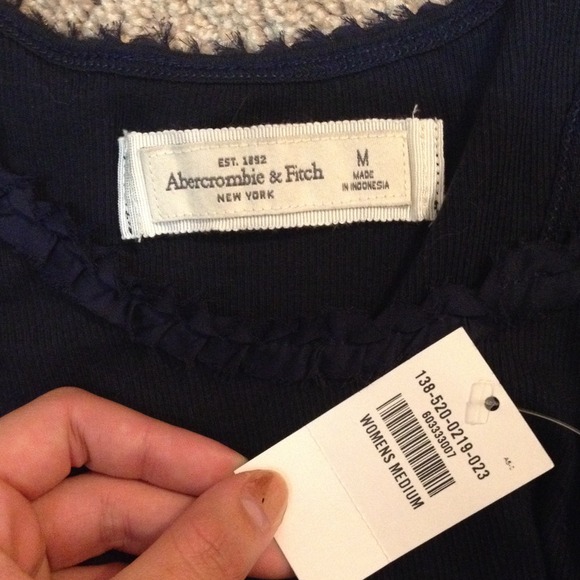 EST. 1892
Abercrombie & Fitch
NEW YORK
M
MADE
IN INDONESIA
138-520-0219-023
603333007
WOMENS MEDIUM